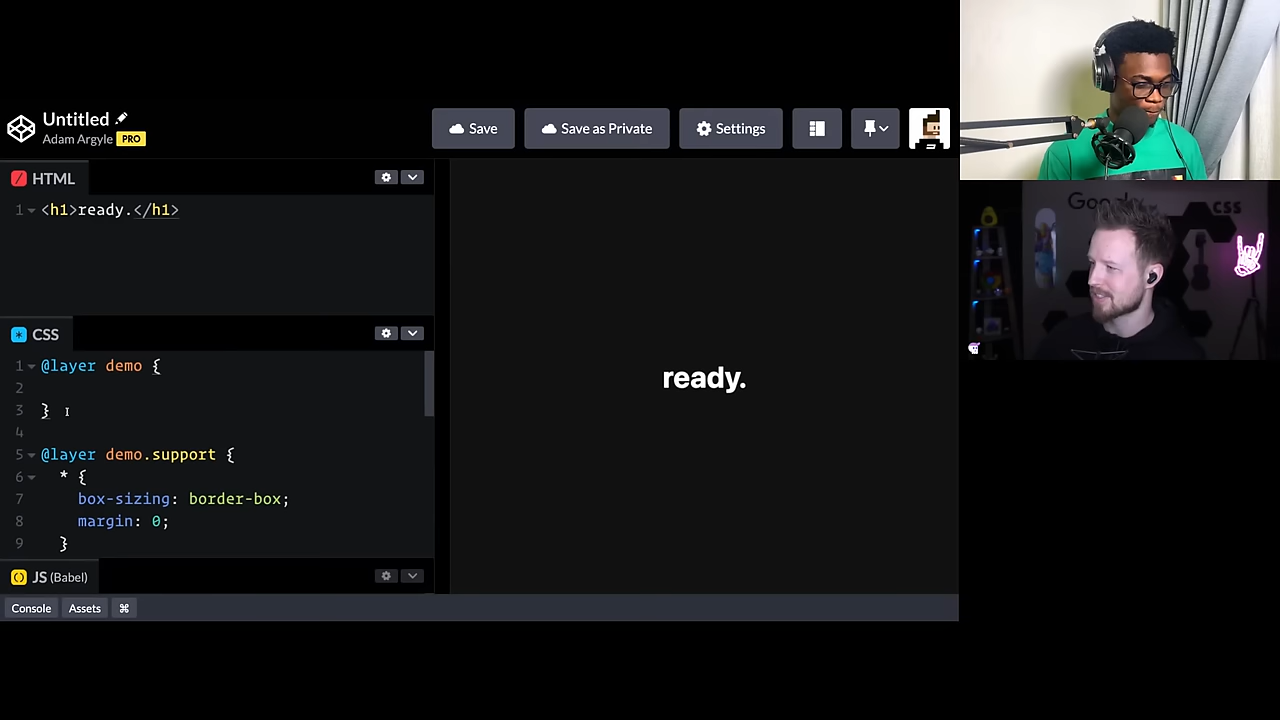 Untitled
Adam Argyle PRO
Save
Save as Private
Settings
HTML
1 <h1>ready.</h1>
CSS
1 @layer demo {
2
3 }
4
5 @layer demo.support {
6 * {
7 box-sizing: border-box;
8 margin: 0;
9 }
JS (Babel)
Console Assets ⌘
ready.
Google
CSS